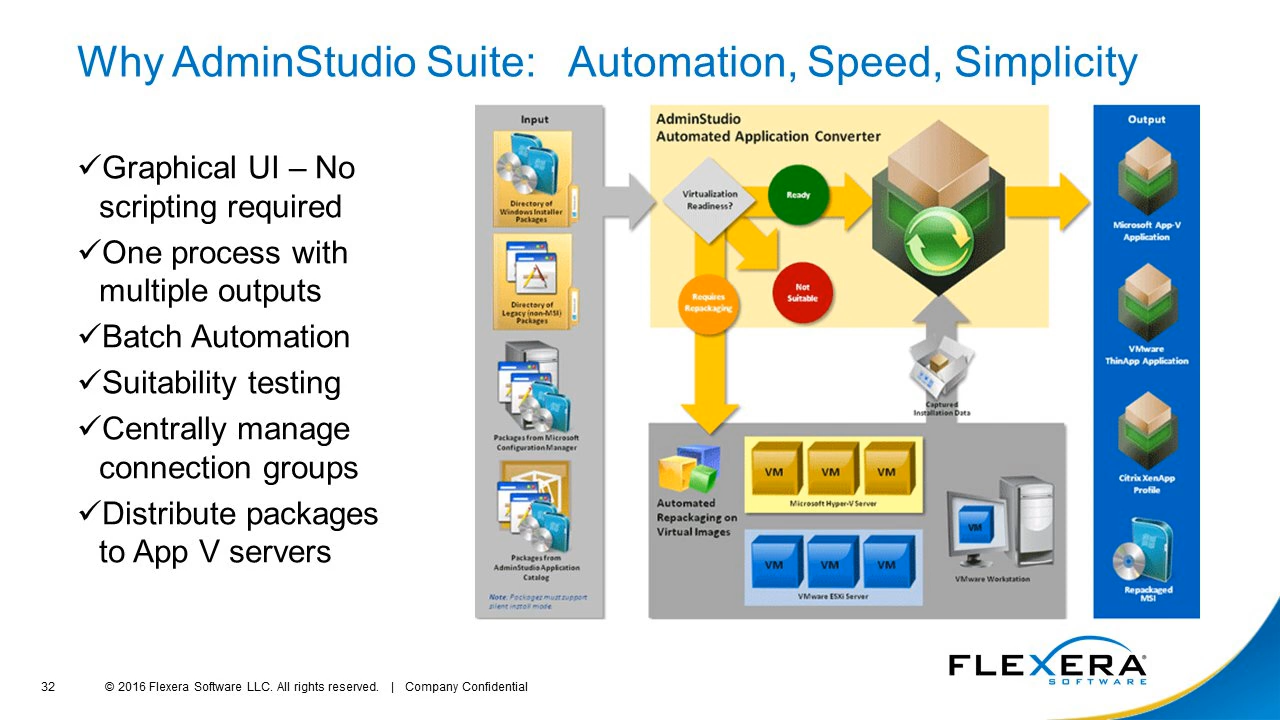 Why AdminStudio Suite: Automation, Speed, Simplicity
✓Graphical UI – No
scripting required
✓One process with
multiple outputs
✓Batch Automation
✓Suitability testing
✓Centrally manage
connection groups
✓Distribute packages
to App V servers
Input
Directory of
Windows Installer
Packages
Directory of
Legacy (non-MSI)
Packages
Packages from Microsoft
Configuration Manager
Packages from
AdminStudio Application
Catalog
Note: Packages must support
silent install mode.
AdminStudio
Automated Application Converter
Virtualization
Readiness?
Ready
Not
Suitable
Requires
Repackaging
Captured
Installation Data
Automated
Repackaging on
Virtual Images
VM VM VM
Microsoft Hyper-V Server
VM VM VM
VMware ESXi Server
VM
VMware Workstation
Output
Microsoft App-V
Application
VMware
ThinApp Application
Citrix XenApp
Profile
Repackaged
MSI
FLEXERA®
SOFTWARE
32
© 2016 Flexera Software LLC. All rights reserved. | Company Confidential